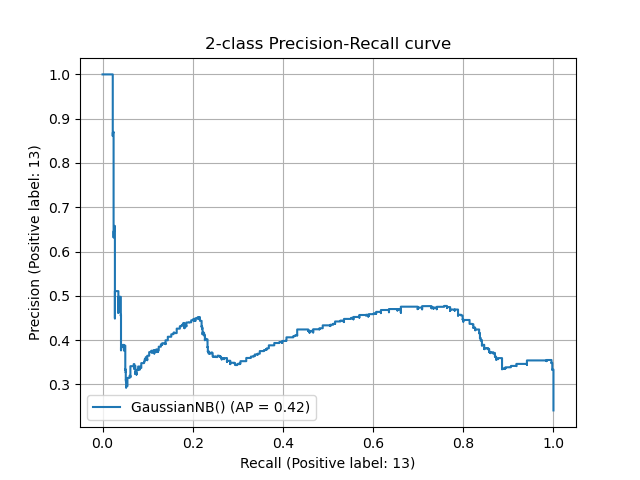 2-class Precision-Recall curve
1.0
0.9
0.8
0.7
0.6
0.5
0.4
0.3
Precision (Positive label: 13)
GaussianNB() (AP = 0.42)
0.0 0.2 0.4 0.6 0.8 1.0
Recall (Positive label: 13)